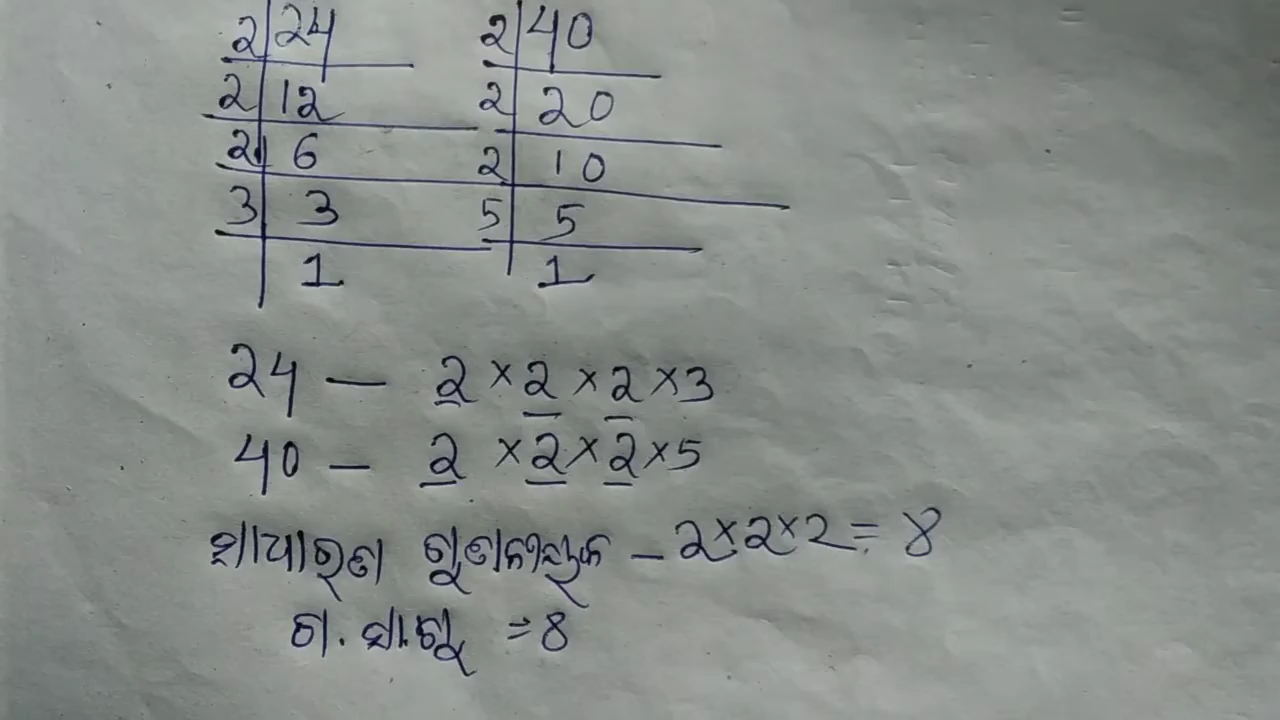 2 24 2 40
2 12 2 20
2 6 2 10
3 3 5 5
1 1
24 — 2 × 2 × 2 × 3
40 — 2 × 2 × 2 × 5
ସାଧାରଣ ଗୁଣନୀୟକ — 2×2×2 = 8
ଗ. ସା.ଗୁ = 8